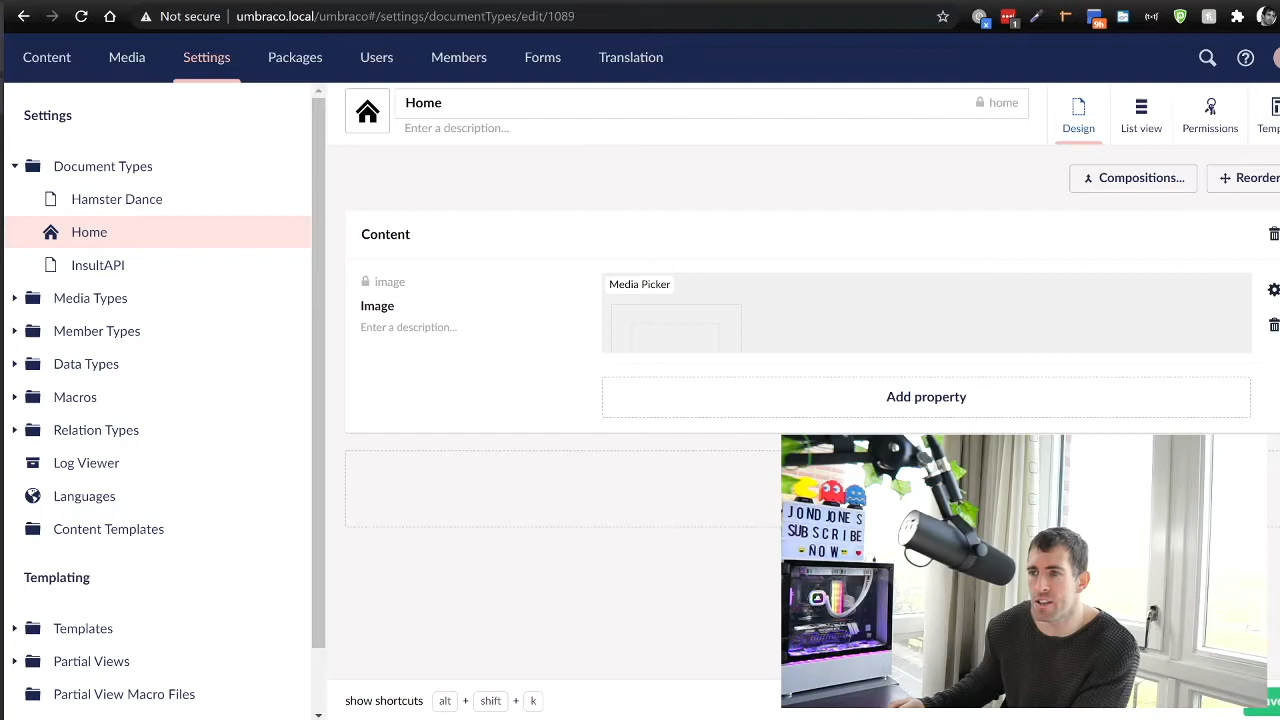 Not secure
umbraco.local/umbraco#/settings/documentTypes/edit/1089
1
9h
Content
Media
Settings
Packages
Users
Members
Forms
Translation
Settings
Document Types
Hamster Dance
Home
InsultAPI
Media Types
Member Types
Data Types
Macros
Relation Types
Log Viewer
Languages
Content Templates
Templating
Templates
Partial Views
Partial View Macro Files
Home
home
Enter a description...
Design
List view
Permissions
Compositions...
Reorder
Content
image
Image
Enter a description...
Media Picker
Add property
JOND JONES
SUBSCRIBE
NOW
show shortcuts alt + shift + k